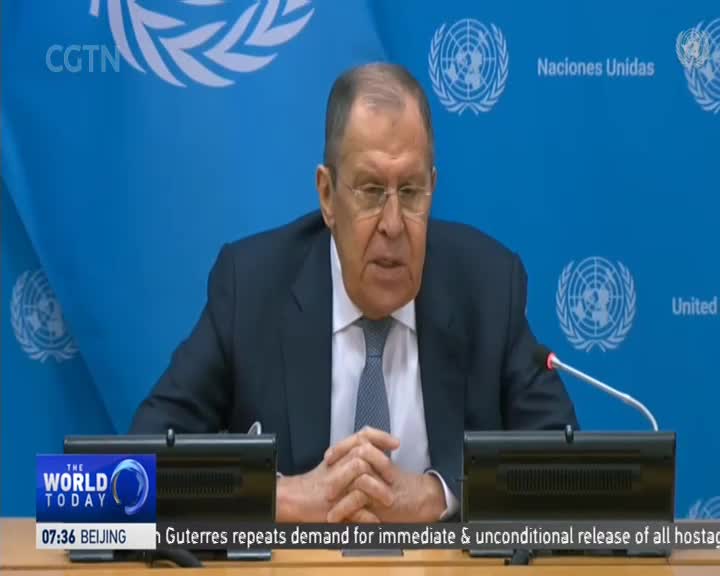 CGTN
Naciones Unidas
United
THE
WORLD
TODAY
07:36 BEIJING
Guterres repeats demand for immediate & unconditional release of all